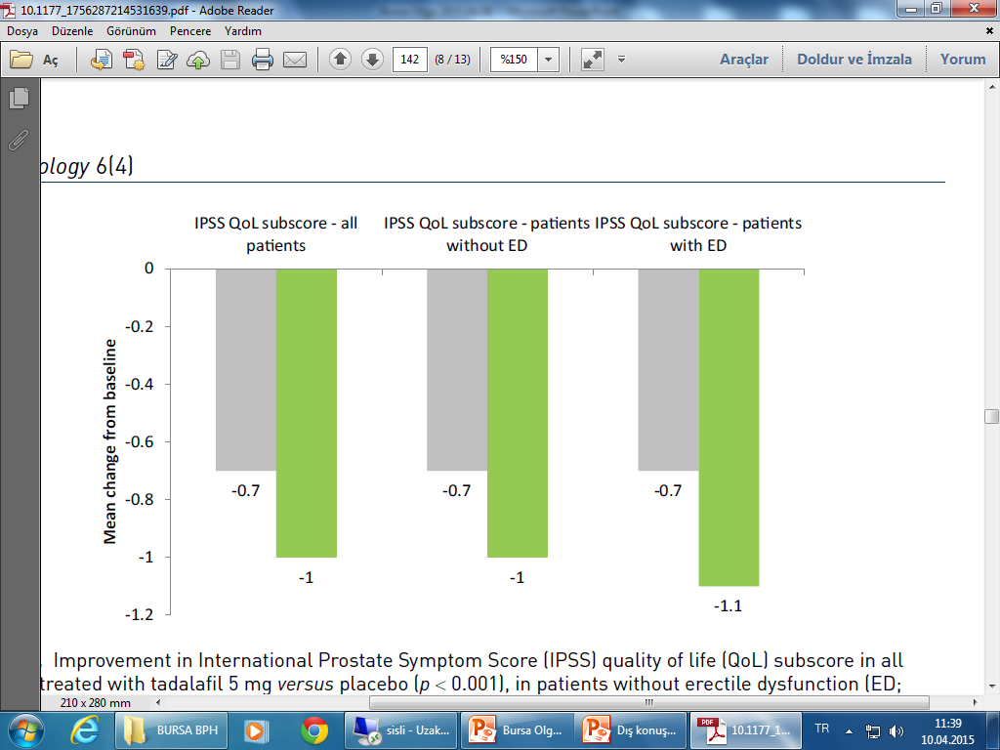 10.1177_1756287214531639.pdf - Adobe Reader
Dosya Düzenle Görünüm Pencere Yardım
Aç 142 (8 / 13) %150 Araçlar Doldur ve İmzala Yorum
ology 6(4)
IPSS QoL subscore - all patients
IPSS QoL subscore - patients without ED
IPSS QoL subscore - patients with ED
Mean change from baseline
0
-0.2
-0.4
-0.6
-0.8
-1
-1.2
-0.7
-1
-0.7
-1
-0.7
-1.1
. Improvement in International Prostate Symptom Score (IPSS) quality of life (QoL) subscore in all
treated with tadalafil 5 mg versus placebo (p < 0.001), in patients without erectile dysfunction (ED;
210 x 280 mm
BURSA BPH
sisli - Uzak...
Bursa Olg...
Dış konuş...
10.1177_1...
TR
11:39
10.04.2015